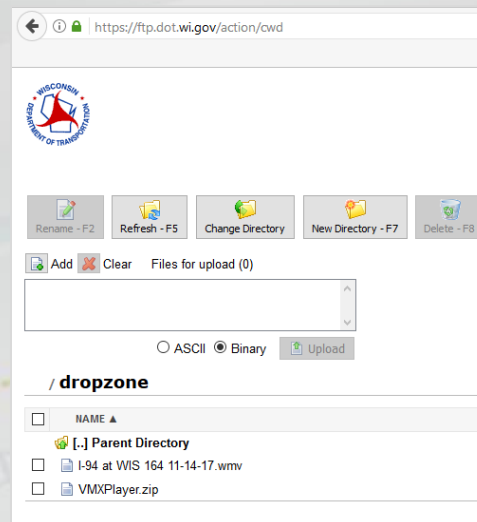 https://ftp.dot.wi.gov/action/cwd
WISCONSIN
DEPARTMENT OF TRANSPORTATION
Rename - F2 Refresh - F5 Change Directory New Directory - F7 Delete - F8
Add Clear Files for upload (0)
ASCII Binary Upload
/ dropzone
NAME ▲
[..] Parent Directory
I-94 at WIS 164 11-14-17.wmv
VMXPlayer.zip